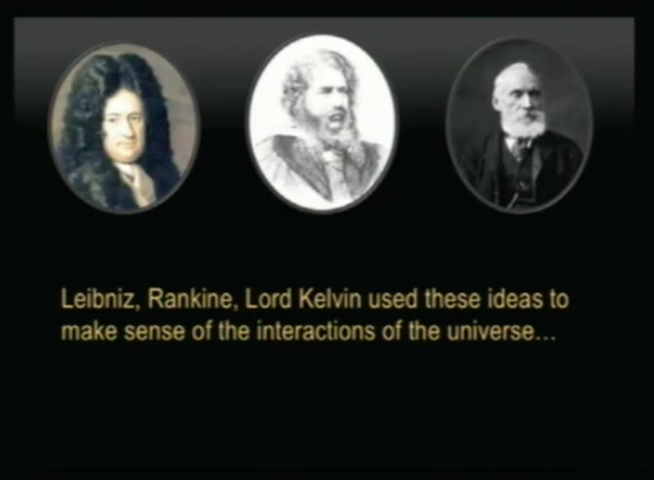 Leibniz, Rankine, Lord Kelvin used these ideas to
make sense of the interactions of the universe...